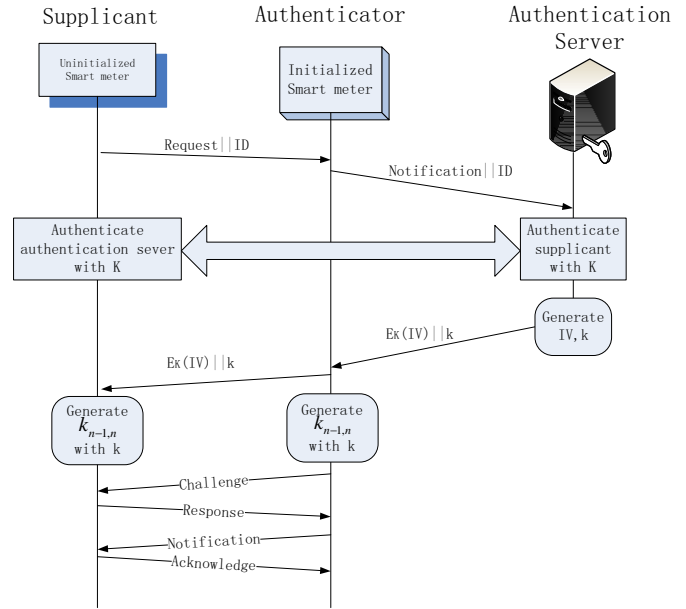 Supplicant
Authenticator
Authentication
Server
Uninitialized
Smart meter
Initialized
Smart meter
Request||ID
Notification||ID
Authenticate
authentication sever
with K
Authenticate
supplicant
with K
Generate
IV,k
EK(IV)||k
EK(IV)||k
Generate
kn−1,n
with k
Generate
kn−1,n
with k
Challenge
Response
Notification
Acknowledge